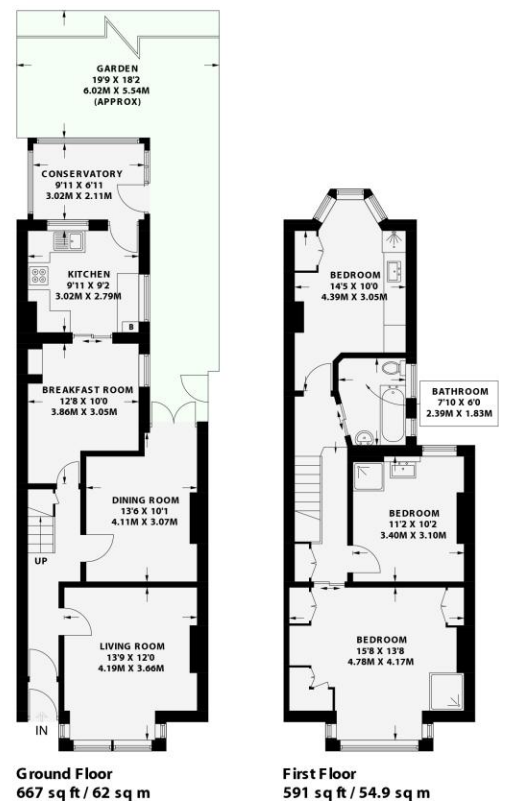 GARDEN
19'9 X 18'2
6.02M X 5.54M
(APPROX)
CONSERVATORY
9'11 X 6'11
3.02M X 2.11M
KITCHEN
9'11 X 9'2
3.02M X 2.79M
B
BREAKFAST ROOM
12'8 X 10'0
3.86M X 3.05M
DINING ROOM
13'6 X 10'1
4.11M X 3.07M
UP
LIVING ROOM
13'9 X 12'0
4.19M X 3.66M
IN
Ground Floor
667 sq ft / 62 sq m
BEDROOM
14'5 X 10'0
4.39M X 3.05M
BATHROOM
7'10 X 6'0
2.39M X 1.83M
BEDROOM
11'2 X 10'2
3.40M X 3.10M
BEDROOM
15'8 X 13'8
4.78M X 4.17M
First Floor
591 sq ft / 54.9 sq m